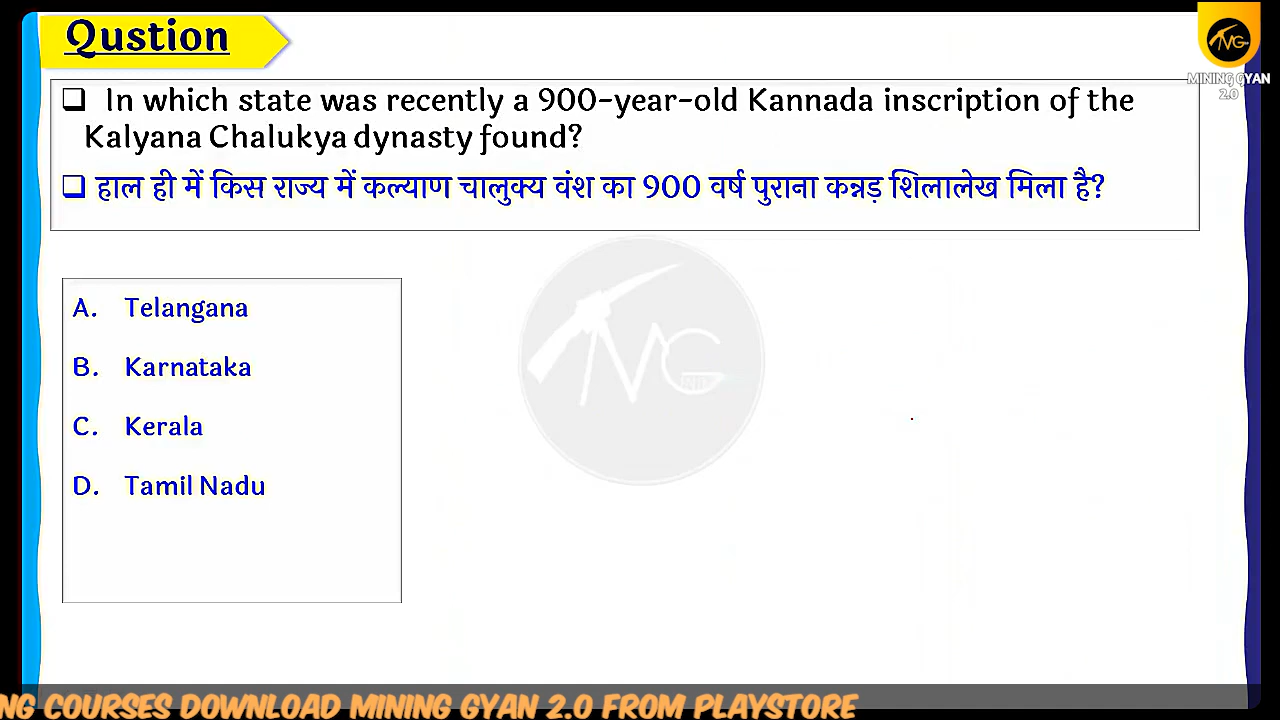 Qustion
MINING GYAN
2.0
In which state was recently a 900-year-old Kannada inscription of the
Kalyana Chalukya dynasty found?
हाल ही में किस राज्य में कल्याण चालुक्य वंश का 900 वर्ष पुराना कन्नड़ शिलालेख मिला है?
A. Telangana
B. Karnataka
C. Kerala
D. Tamil Nadu
NG COURSES DOWNLOAD MINING GYAN 2.0 FROM PLAYSTORE